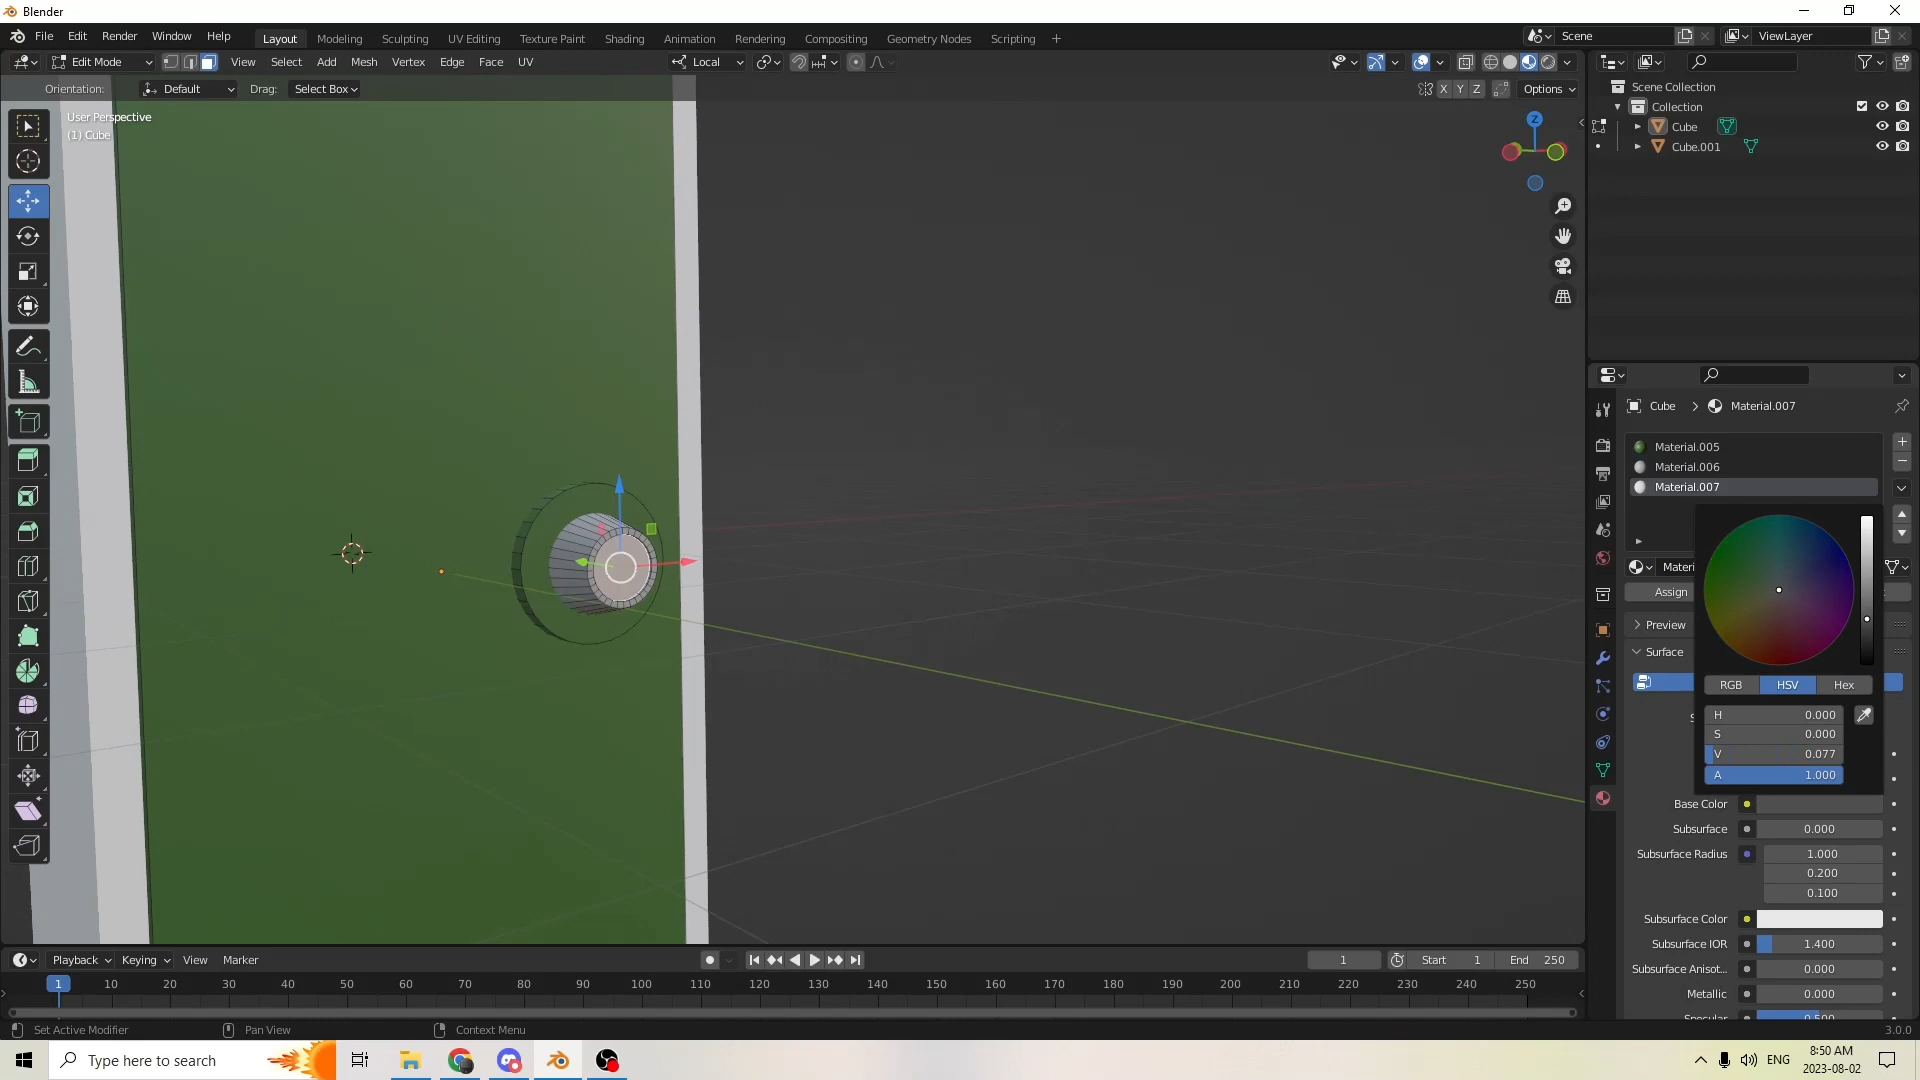 Blender
File Edit Render Window Help
Layout Modeling Sculpting UV Editing Texture Paint Shading Animation Rendering Compositing Geometry Nodes Scripting +
Scene
ViewLayer
Edit Mode View Select Add Mesh Vertex Edge Face UV
Local
Orientation: Default Drag: Select Box
X Y Z Options
User Perspective
(1) Cube
Z
Scene Collection
Collection
Cube
Cube.001
Cube > Material.007
Material.005
Material.006
Material.007
Materi
Assign
Preview
Surface
RGB HSV Hex
H 0.000
S 0.000
V 0.077
A 1.000
Base Color
Subsurface 0.000
Subsurface Radius 1.000
0.200
0.100
Subsurface Color
Subsurface IOR 1.400
Subsurface Anisot... 0.000
Metallic 0.000
Specular 0.500
Playback Keying View Marker
1 Start 1 End 250
1 10 20 30 40 50 60 70 80 90 100 110 120 130 140 150 160 170 180 190 200 210 220 230 240 250
Set Active Modifier Pan View Context Menu 3.0.0
Type here to search
ENG
8:50 AM
2023-08-02